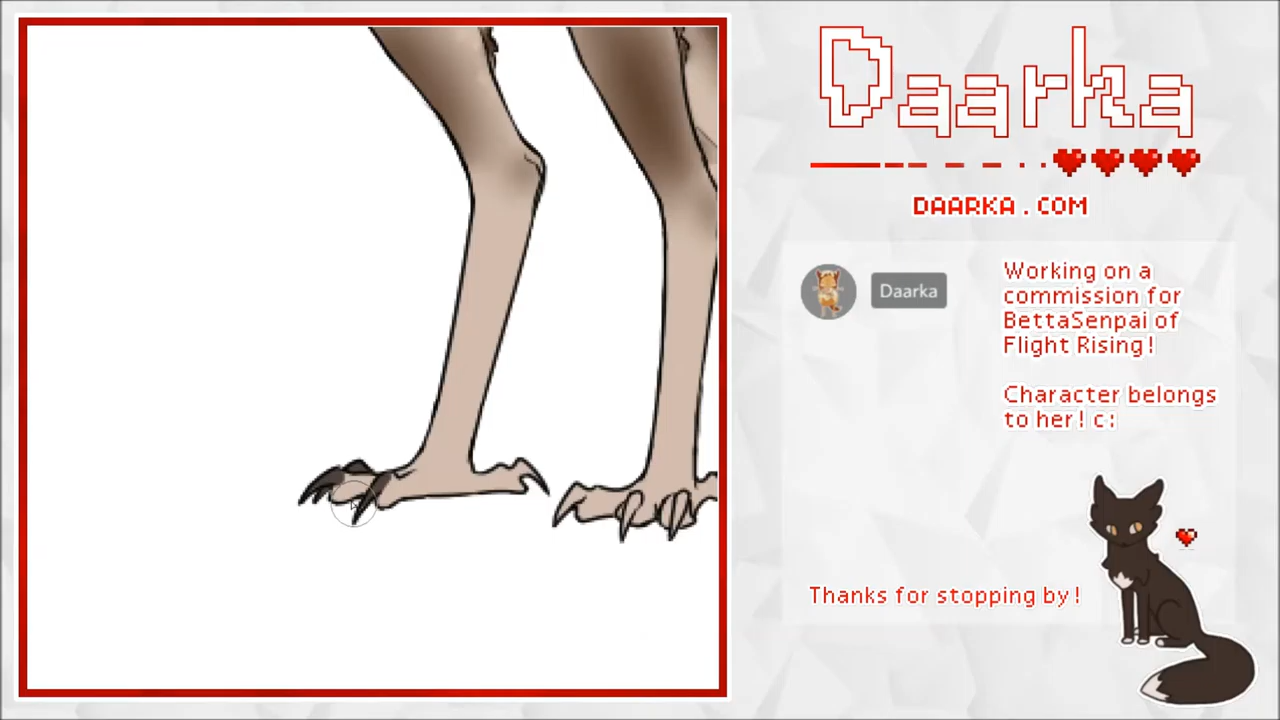 Daarka
DAARKA.COM
Daarka
Working on a
commission for
BettaSenpai of
Flight Rising!
Character belongs
to her! c:
Thanks for stopping by!